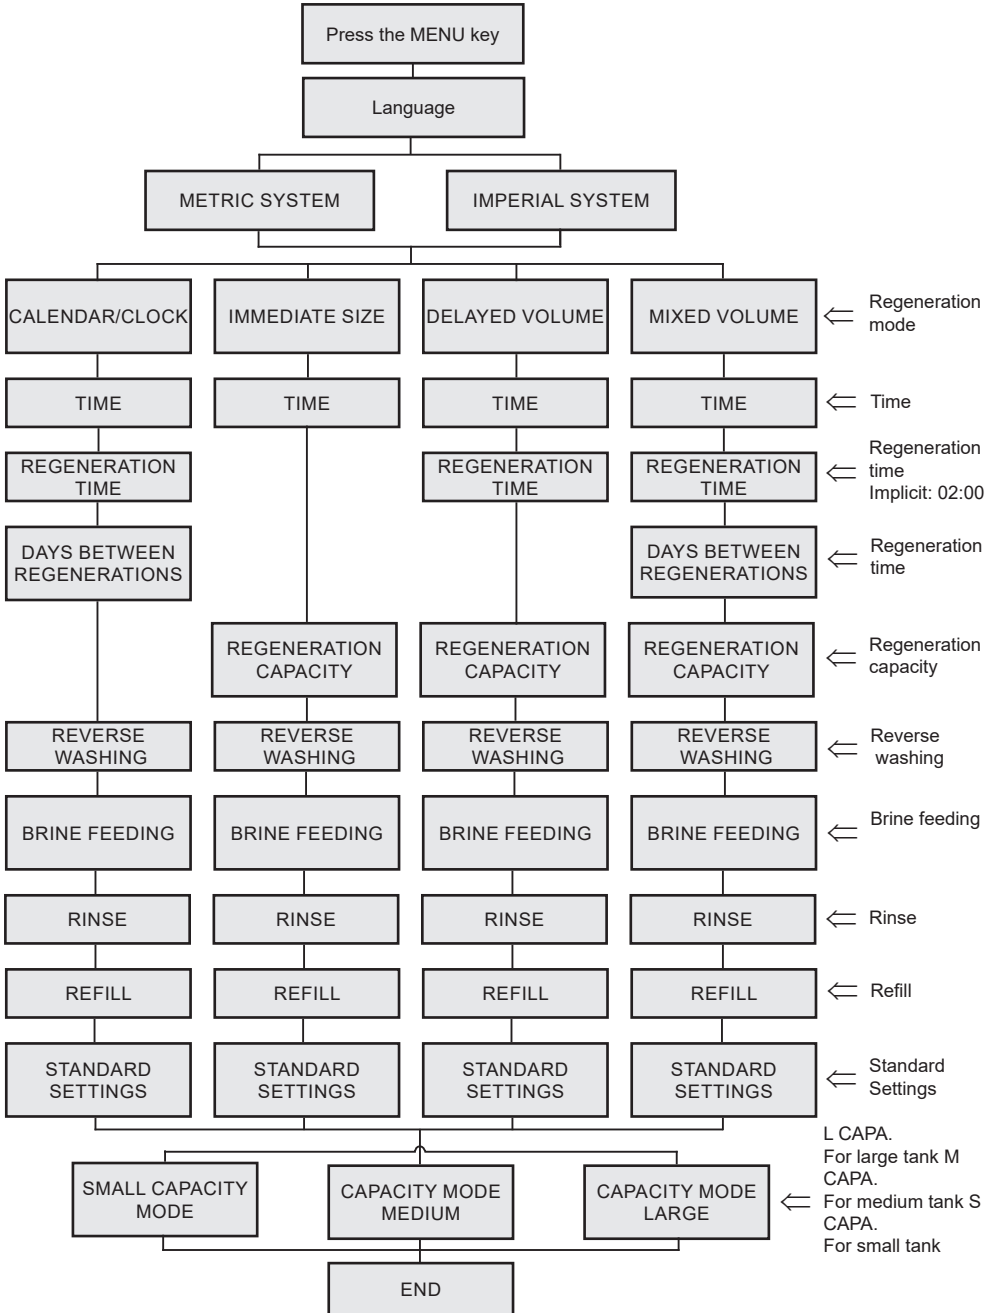 Press the MENU key
Language
METRIC SYSTEM
IMPERIAL SYSTEM
CALENDAR/CLOCK
IMMEDIATE SIZE
DELAYED VOLUME
MIXED VOLUME
Regeneration
mode
TIME
TIME
TIME
TIME
Time
REGENERATION
TIME
REGENERATION
TIME
REGENERATION
TIME
Regeneration
time
Implicit: 02:00
DAYS BETWEEN
REGENERATIONS
DAYS BETWEEN
REGENERATIONS
Regeneration
time
REGENERATION
CAPACITY
REGENERATION
CAPACITY
REGENERATION
CAPACITY
Regeneration
capacity
REVERSE
WASHING
REVERSE
WASHING
REVERSE
WASHING
REVERSE
WASHING
Reverse
washing
BRINE FEEDING
BRINE FEEDING
BRINE FEEDING
BRINE FEEDING
Brine feeding
RINSE
RINSE
RINSE
RINSE
Rinse
REFILL
REFILL
REFILL
REFILL
Refill
STANDARD
SETTINGS
STANDARD
SETTINGS
STANDARD
SETTINGS
STANDARD
SETTINGS
Standard
Settings
SMALL CAPACITY
MODE
CAPACITY MODE
MEDIUM
CAPACITY MODE
LARGE
L CAPA.
For large tank M
CAPA.
For medium tank S
CAPA.
For small tank
END